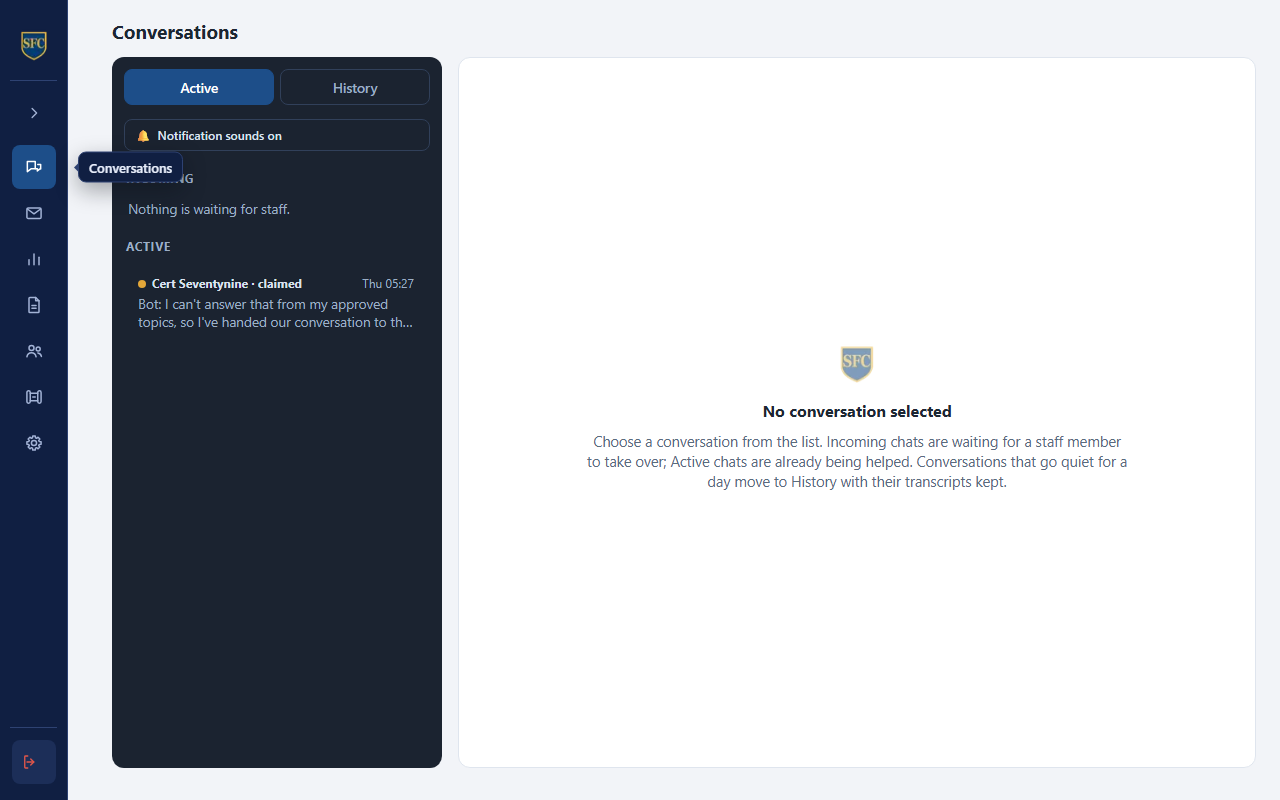 SFC
Conversations
Active
History
Notification sounds on
Conversations
Nothing is waiting for staff.
ACTIVE
Cert Seventynine · claimed
Thu 05:27
Bot: I can't answer that from my approved
topics, so I've handed our conversation to th...
SFC
No conversation selected
Choose a conversation from the list. Incoming chats are waiting for a staff member
to take over; Active chats are already being helped. Conversations that go quiet for a
day move to History with their transcripts kept.